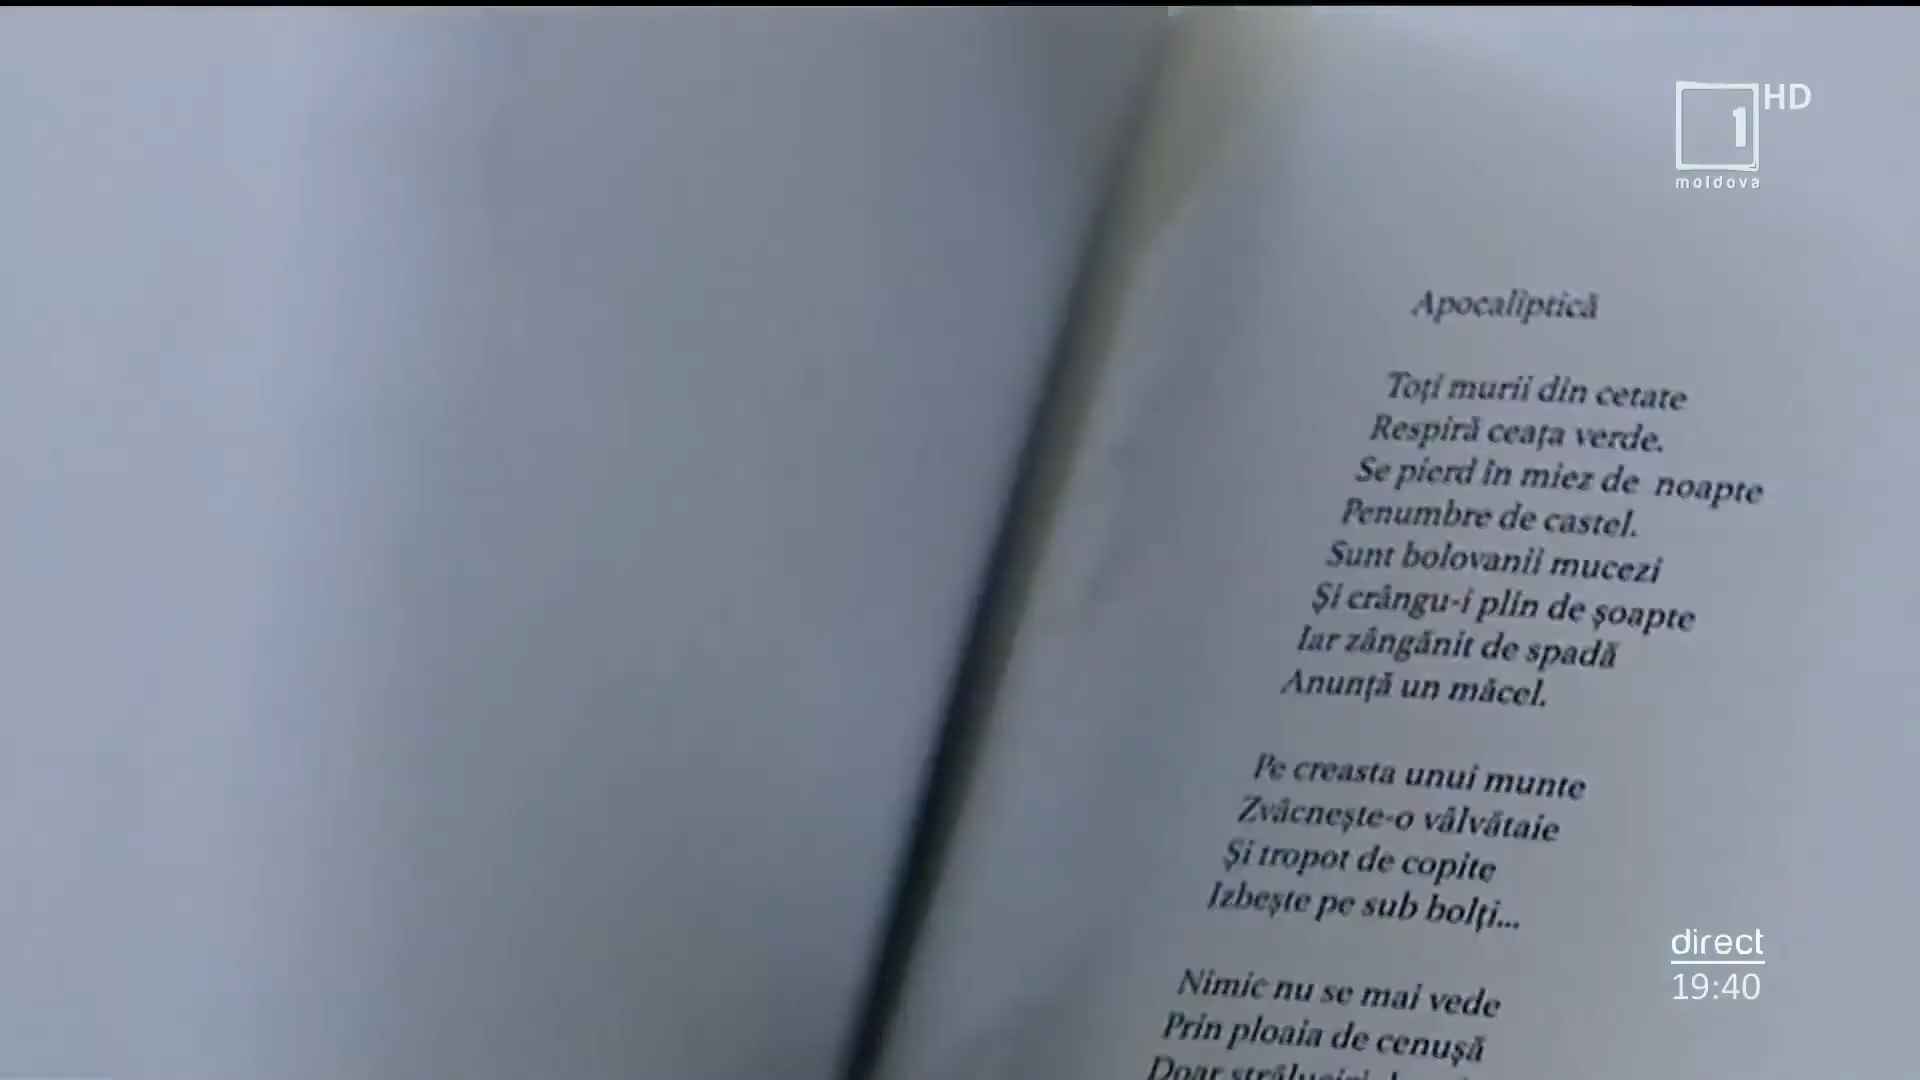 HD
1
moldova
Apocaliptică
Toți murii din cetate
Respiră ceața verde.
Se pierd în miez de noapte
Penumbre de castel.
Sunt bolovanii mucezi
Și crângu-i plin de șoapte
Iar zăngănit de spadă
Anunță un măcel.
Pe creasta unui munte
Zvâcnește-o vâlvătaie
Și tropot de copite
Izbește pe sub bolți...
Nimic nu se mai vede
Prin ploaia de cenușă
Doar
direct
19:40